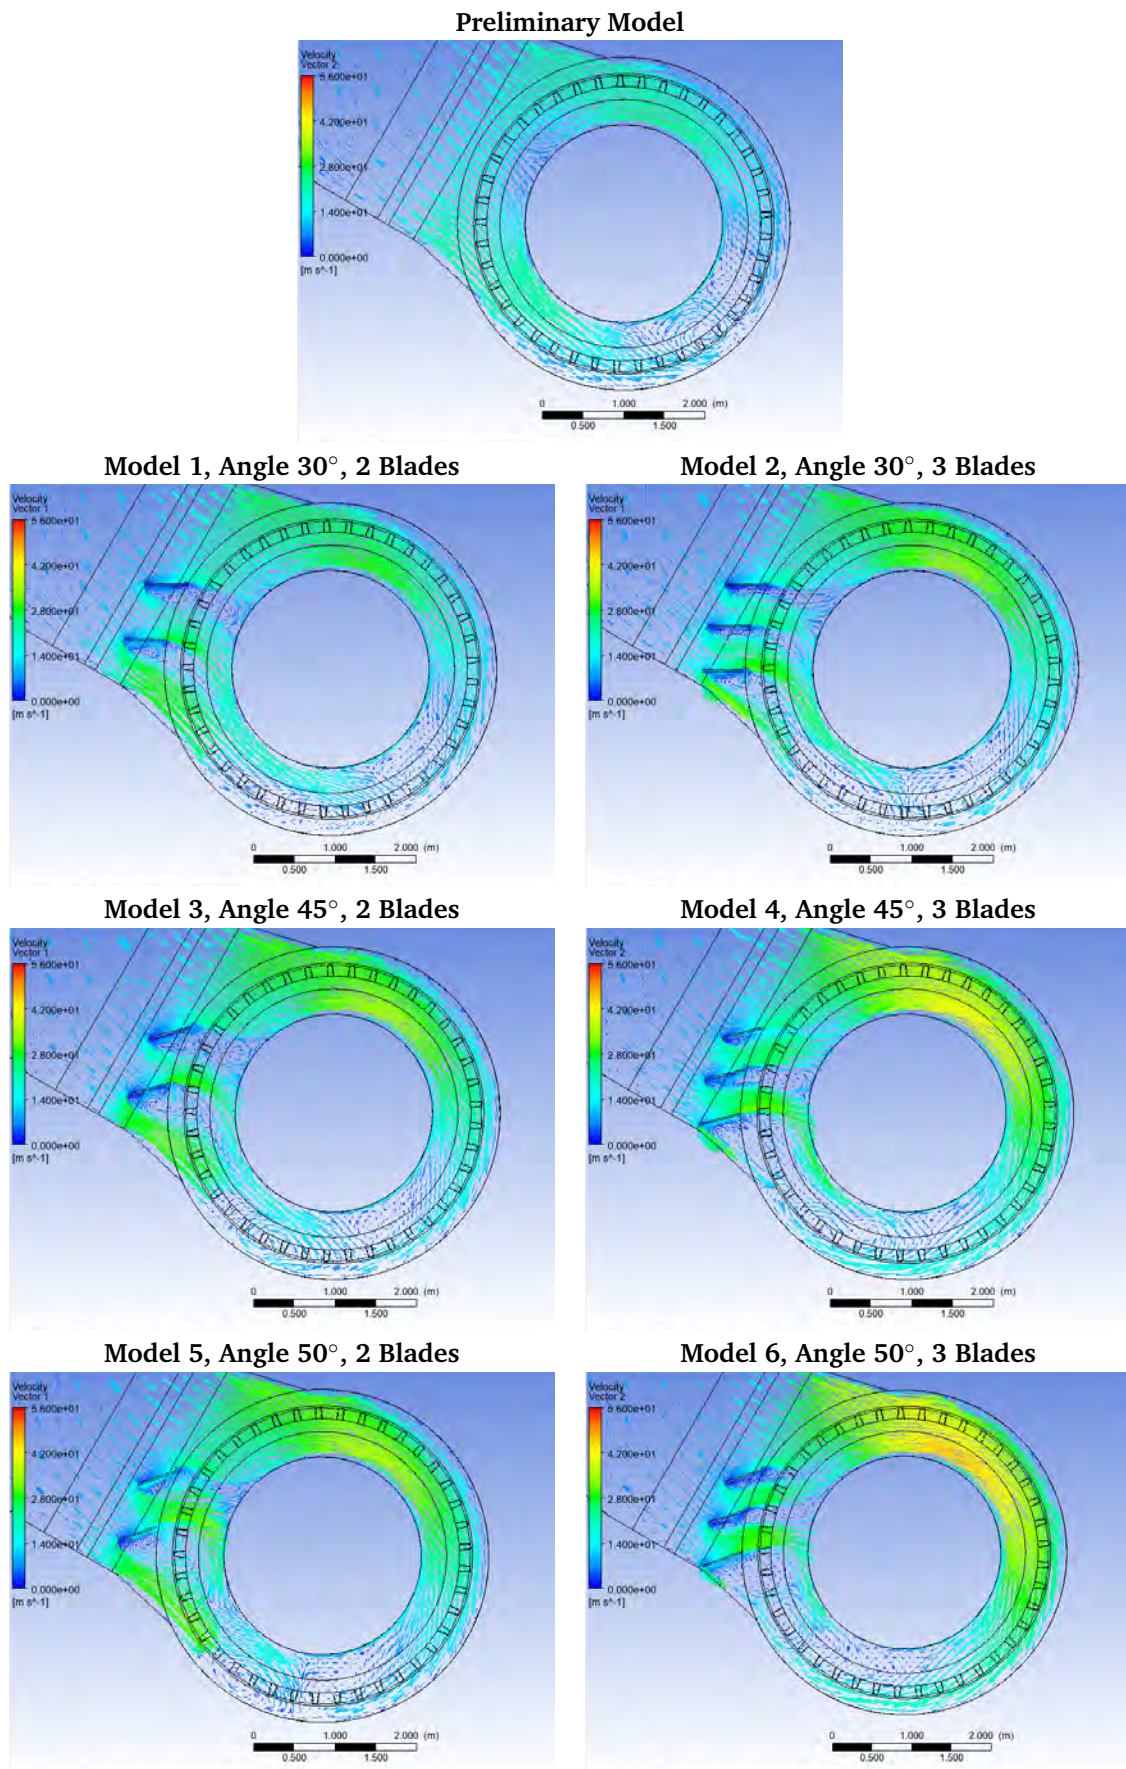 Preliminary Model
Velocity
Vector 2
5.600e+01
4.200e+01
2.800e+01
1.400e+01
0.000e+00
[m s^-1]
0 1.000 2.000 (m)
0.500 1.500
Model 1, Angle 30°, 2 Blades
Velocity
Vector 1
5.600e+01
4.200e+01
2.800e+01
1.400e+01
0.000e+00
[m s^-1]
0 1.000 2.000 (m)
0.500 1.500
Model 2, Angle 30°, 3 Blades
Velocity
Vector 1
5.600e+01
4.200e+01
2.800e+01
1.400e+01
0.000e+00
[m s^-1]
0 1.000 2.000 (m)
0.500 1.500
Model 3, Angle 45°, 2 Blades
Velocity
Vector 1
5.600e+01
4.200e+01
2.800e+01
1.400e+01
0.000e+00
[m s^-1]
0 1.000 2.000 (m)
0.500 1.500
Model 4, Angle 45°, 3 Blades
Velocity
Vector 2
5.600e+01
4.200e+01
2.800e+01
1.400e+01
0.000e+00
[m s^-1]
0 1.000 2.000 (m)
0.500 1.500
Model 5, Angle 50°, 2 Blades
Velocity
Vector 1
5.600e+01
4.200e+01
2.800e+01
1.400e+01
0.000e+00
[m s^-1]
0 1.000 2.000 (m)
0.500 1.500
Model 6, Angle 50°, 3 Blades
Velocity
Vector 2
5.600e+01
4.200e+01
2.800e+01
1.400e+01
0.000e+00
[m s^-1]
0 1.000 2.000 (m)
0.500 1.500